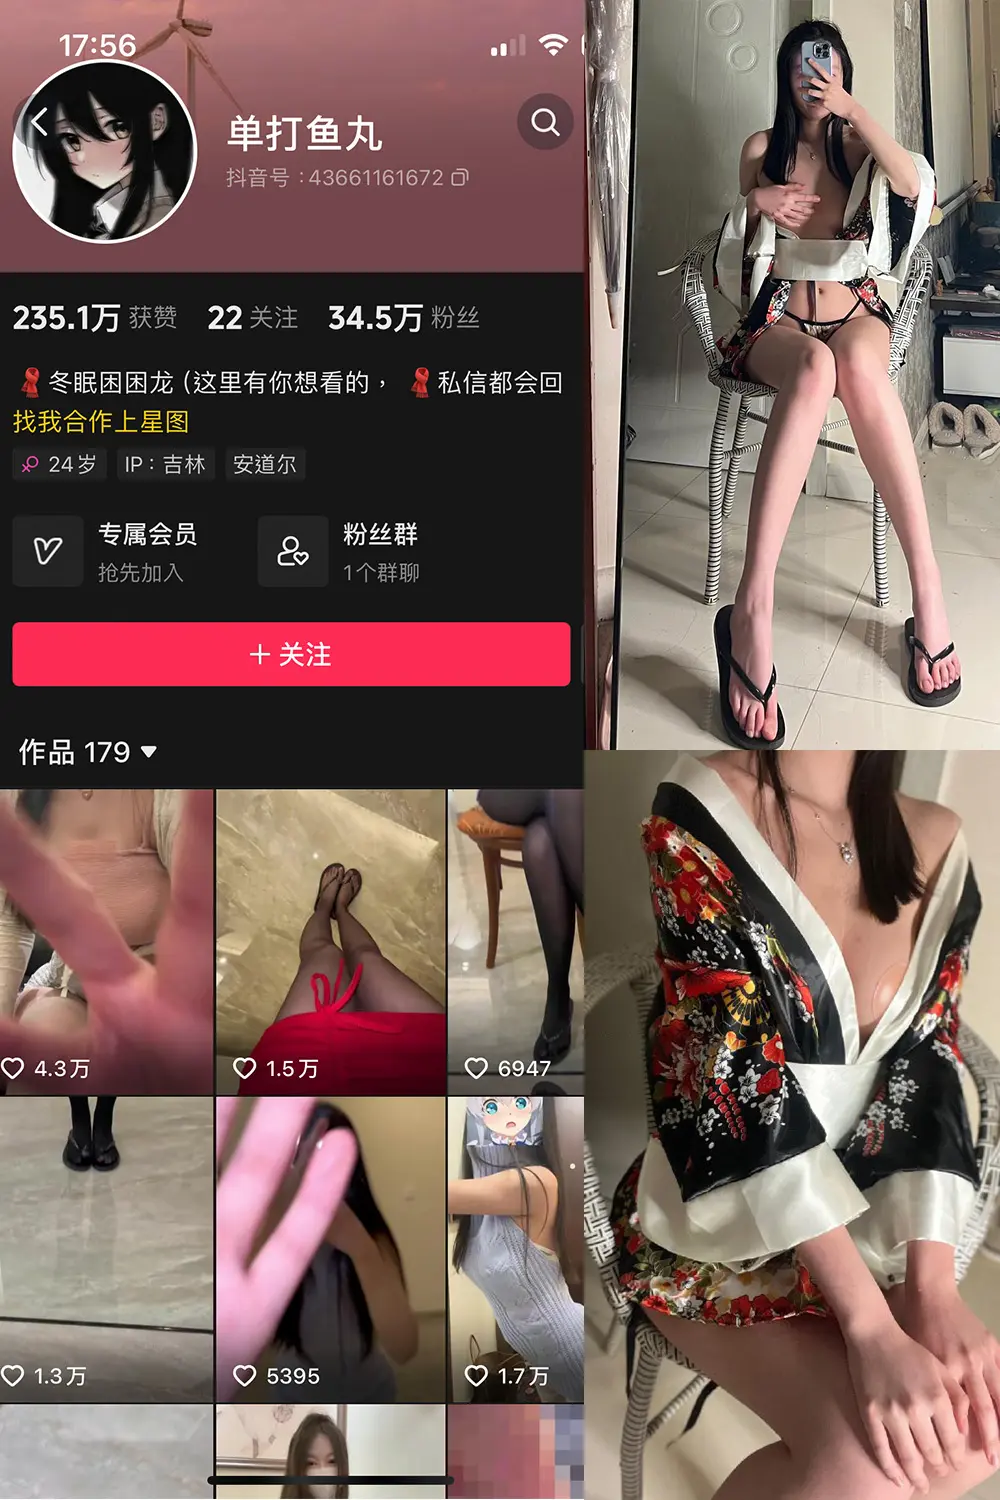 17:56
单打鱼丸
抖音号：43661161672
235.1万 获赞 22 关注 34.5万 粉丝
冬眠困困龙 (这里有你想看的， 私信都会回
找我合作上星图
24岁 IP：吉林 安道尔
专属会员 粉丝群
抢先加入 1个群聊
+ 关注
作品 179
4.3万 1.5万 6947
1.3万 5395 1.7万